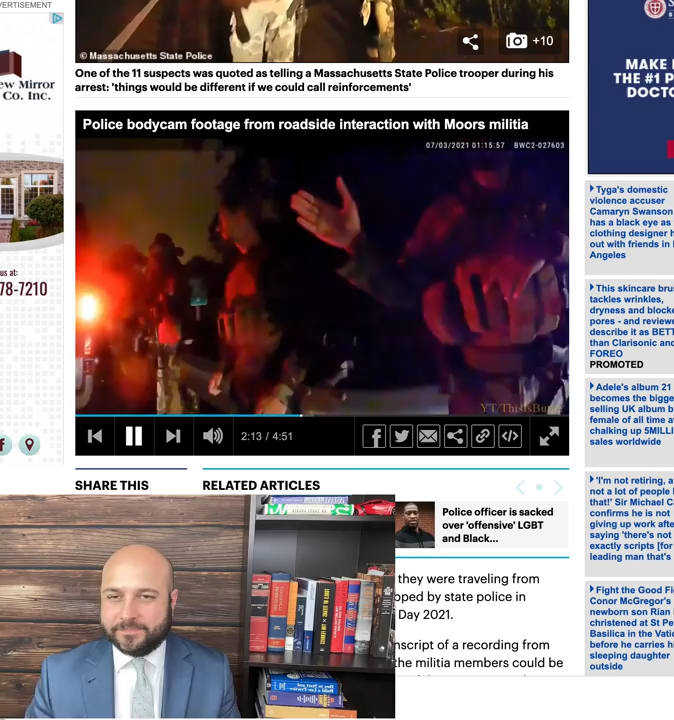 VERTISEMENT
ew Mirror
Co. Inc.
us at:
78-7210
© Massachusetts State Police
+10
One of the 11 suspects was quoted as telling a Massachusetts State Police trooper during his
arrest: 'things would be different if we could call reinforcements'
Police bodycam footage from roadside interaction with Moors militia
07/03/2021 01:15:57 BWC2-027603
2:13 / 4:51
SHARE THIS
RELATED ARTICLES
Police officer is sacked
over 'offensive' LGBT
and Black...
they were traveling from
oped by state police in
Day 2021.
nscript of a recording from
the militia members could be
MAKE
THE #1 P
DOCTO
Tyga's domestic
violence accuser
Camaryn Swanson
has a black eye as
clothing designer h
out with friends in
Angeles
This skincare bru
tackles wrinkles,
dryness and blocke
pores - and reviewe
describe it as BETT
than Clarisonic and
FOREO
PROMOTED
Adele's album 21
becomes the bigge
selling UK album b
female of all time a
chalking up 5MILLI
sales worldwide
'I'm not retiring, a
not a lot of people
that!' Sir Michael C
confirms he is not
giving up work afte
saying 'there's not
exactly scripts [for
leading man that's
Fight the Good Fi
Conor McGregor's
newborn son Rian
christened at St Pe
Basilica in the Vatic
before he carries hi
sleeping daughter
outside